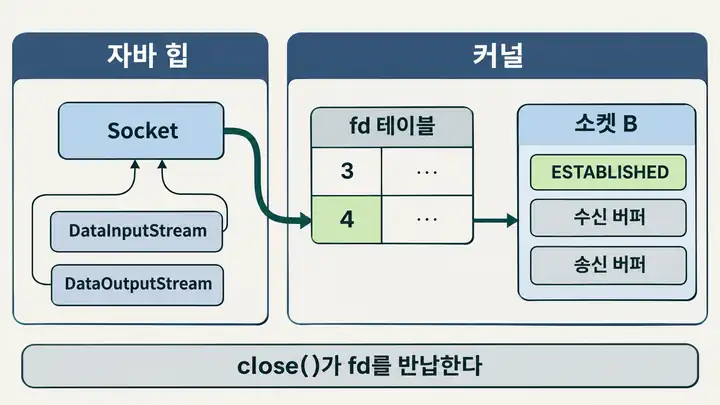 자바 힙
Socket
DataInputStream
DataOutputStream
커널
fd 테이블
3 ...
4 ...
소켓 B
ESTABLISHED
수신 버퍼
송신 버퍼
close()가 fd를 반납한다